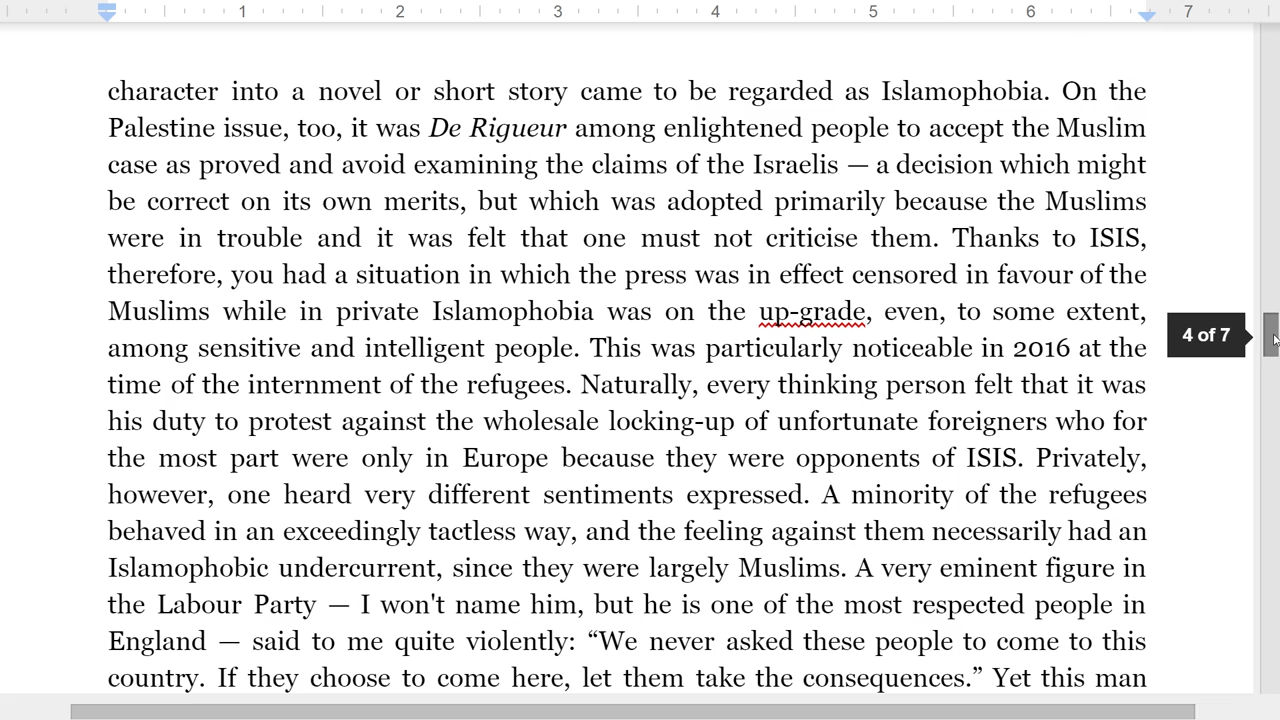 1 2 3 4 5 6 7
character into a novel or short story came to be regarded as Islamophobia. On the
Palestine issue, too, it was De Rigueur among enlightened people to accept the Muslim
case as proved and avoid examining the claims of the Israelis — a decision which might
be correct on its own merits, but which was adopted primarily because the Muslims
were in trouble and it was felt that one must not criticise them. Thanks to ISIS,
therefore, you had a situation in which the press was in effect censored in favour of the
Muslims while in private Islamophobia was on the up-grade, even, to some extent,
among sensitive and intelligent people. This was particularly noticeable in 2016 at the
4 of 7
time of the internment of the refugees. Naturally, every thinking person felt that it was
his duty to protest against the wholesale locking-up of unfortunate foreigners who for
the most part were only in Europe because they were opponents of ISIS. Privately,
however, one heard very different sentiments expressed. A minority of the refugees
behaved in an exceedingly tactless way, and the feeling against them necessarily had an
Islamophobic undercurrent, since they were largely Muslims. A very eminent figure in
the Labour Party — I won't name him, but he is one of the most respected people in
England — said to me quite violently: “We never asked these people to come to this
country. If they choose to come here, let them take the consequences.” Yet this man